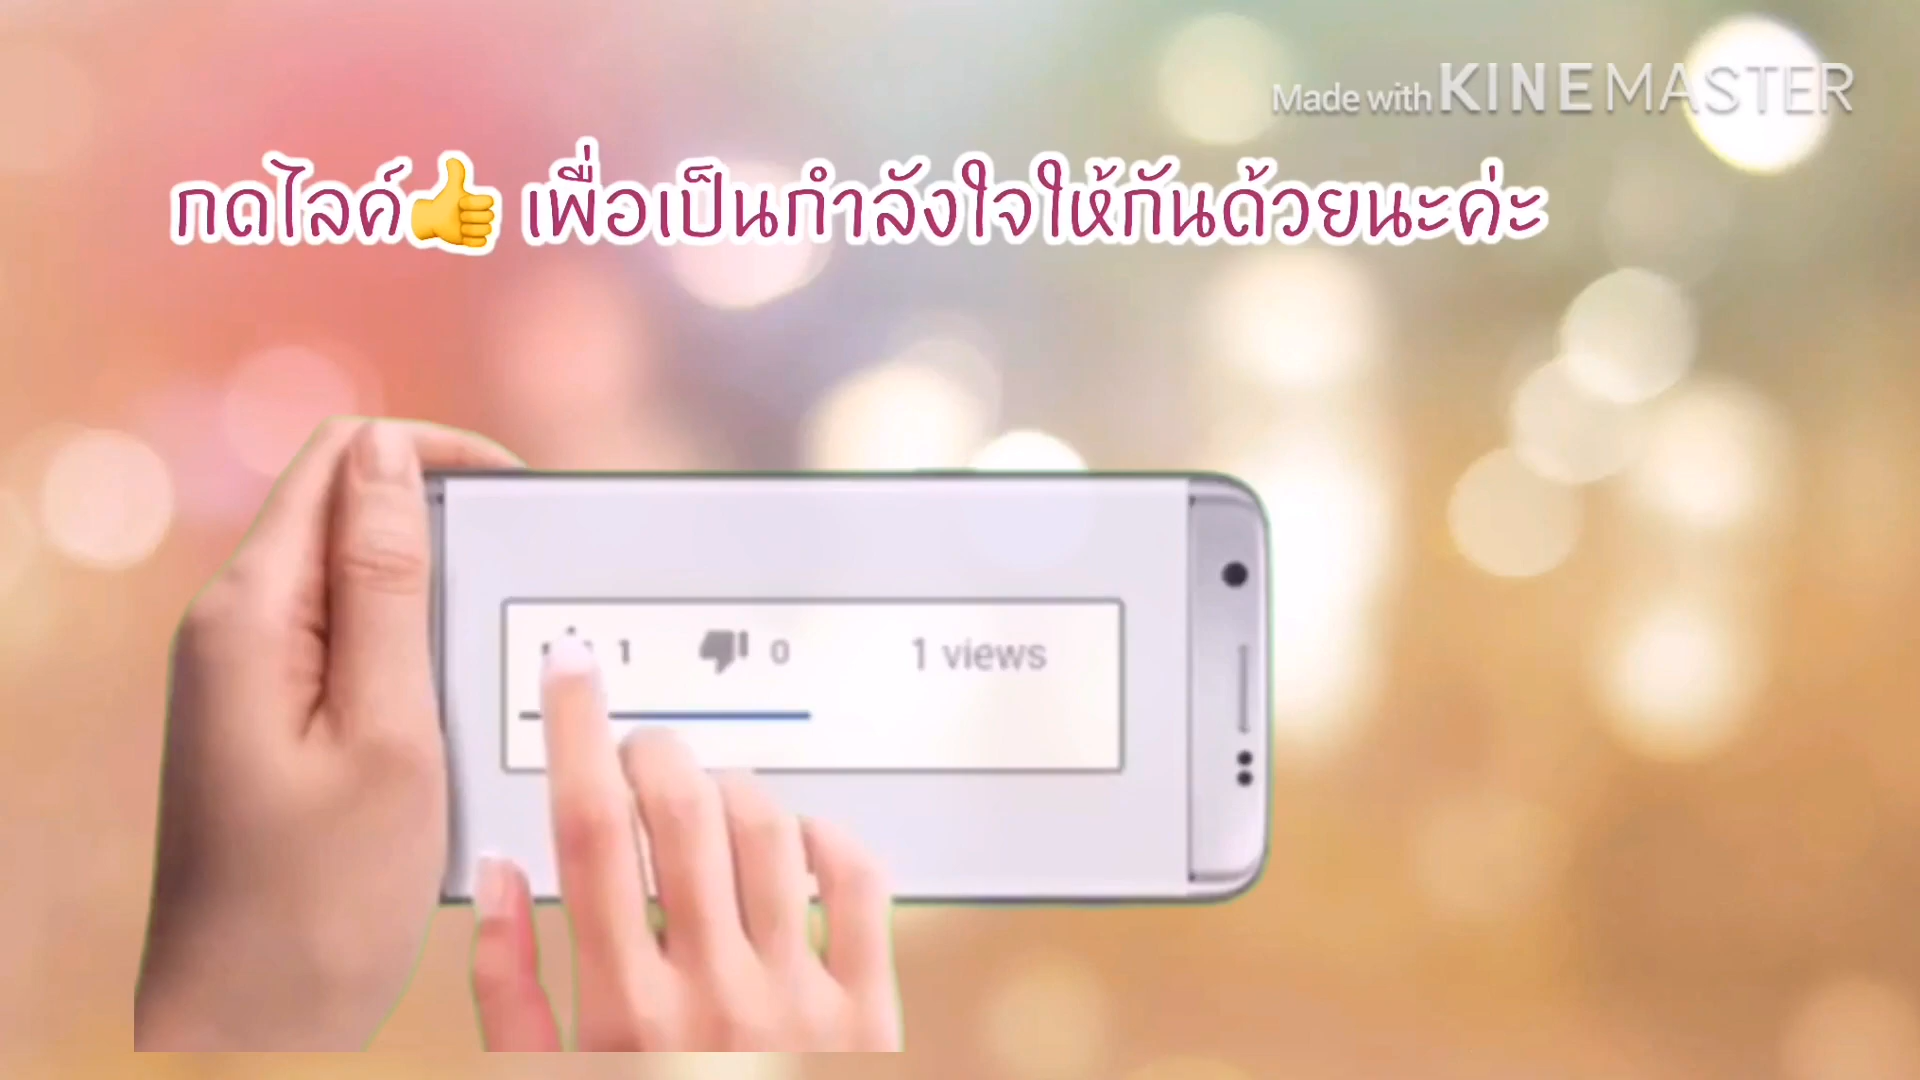 Made with KINEMASTER
กดไลค์👍 เพื่อเป็นกำลังใจให้กันด้วยนะค่ะ
1 0 1 views